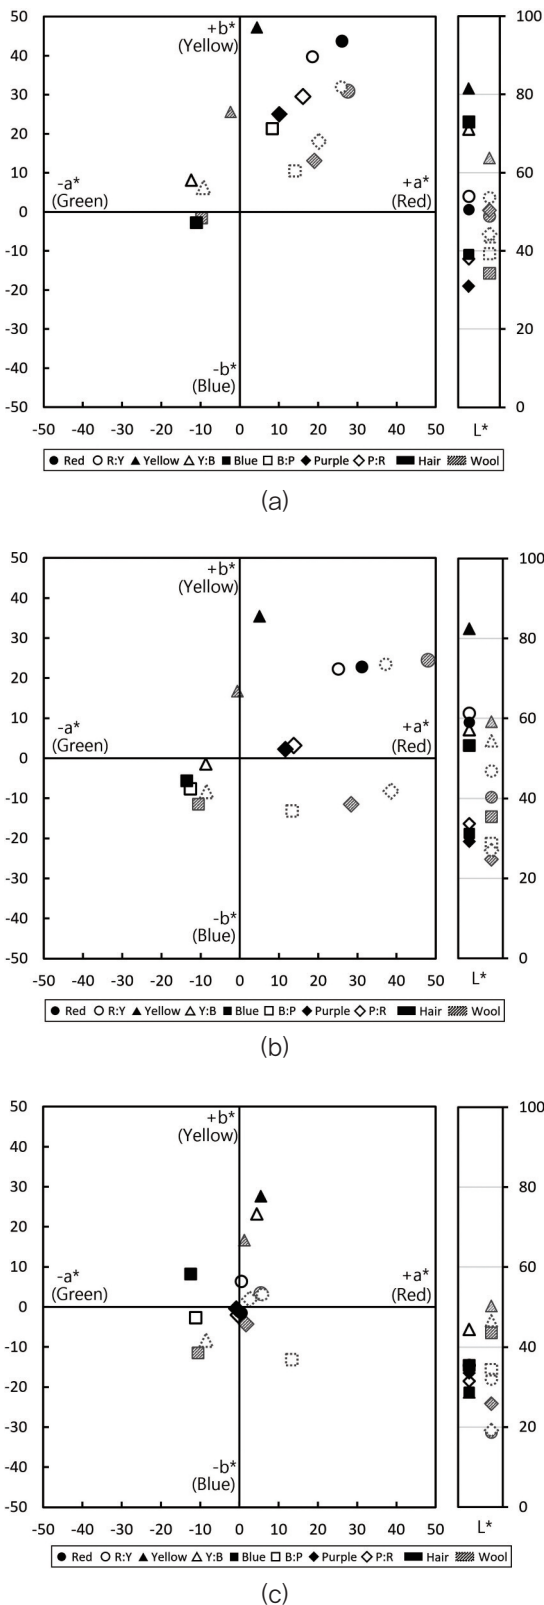 50
40
30
20
10
0
-10
-20
-30
-40
-50
+b*
(Yellow)
-a*
(Green)
+a*
(Red)
-b*
(Blue)
-50 -40 -30 -20 -10 0 10 20 30 40 50
100
80
60
40
20
0
L*
Red R:Y Yellow Y:B Blue B:P Purple P:R Hair Wool
(a)
50
40
30
20
10
0
-10
-20
-30
-40
-50
+b*
(Yellow)
-a*
(Green)
+a*
(Red)
-b*
(Blue)
-50 -40 -30 -20 -10 0 10 20 30 40 50
100
80
60
40
20
0
L*
Red R:Y Yellow Y:B Blue B:P Purple P:R Hair Wool
(b)
50
40
30
20
10
0
-10
-20
-30
-40
-50
+b*
(Yellow)
-a*
(Green)
+a*
(Red)
-b*
(Blue)
-50 -40 -30 -20 -10 0 10 20 30 40 50
100
80
60
40
20
0
L*
Red R:Y Yellow Y:B Blue B:P Purple P:R Hair Wool
(c)